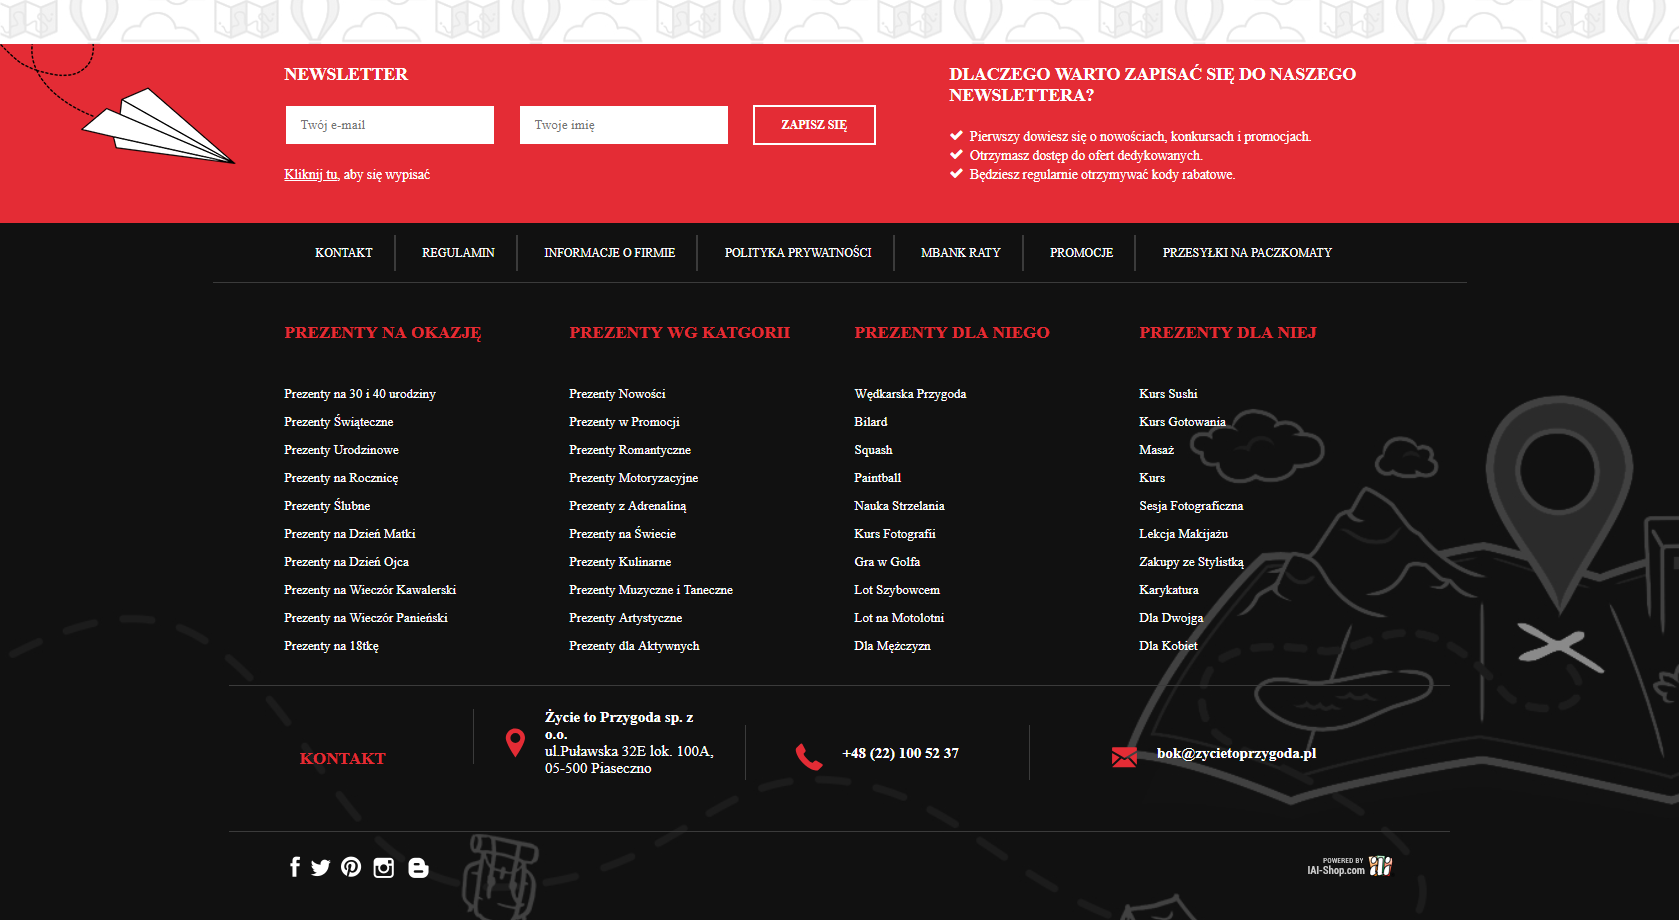 NEWSLETTER
Twój e-mail
Twoje imię
ZAPISZ SIĘ
Kliknij tu, aby się wypisać
DLACZEGO WARTO ZAPISAĆ SIĘ DO NASZEGO
NEWSLETTERA?
Pierwszy dowiesz się o nowościach, konkursach i promocjach.
Otrzymasz dostęp do ofert dedykowanych.
Będziesz regularnie otrzymywać kody rabatowe.
KONTAKT
REGULAMIN
INFORMACJE O FIRMIE
POLITYKA PRYWATNOŚCI
MBANK RATY
PROMOCJE
PRZESYŁKI NA PACZKOMATY
PREZENTY NA OKAZJĘ
Prezenty na 30 i 40 urodziny
Prezenty Świąteczne
Prezenty Urodzinowe
Prezenty na Rocznicę
Prezenty Ślubne
Prezenty na Dzień Matki
Prezenty na Dzień Ojca
Prezenty na Wieczór Kawalerski
Prezenty na Wieczór Panieński
Prezenty na 18tkę
PREZENTY WG KATGORII
Prezenty Nowości
Prezenty w Promocji
Prezenty Romantyczne
Prezenty Motoryzacyjne
Prezenty z Adrenaliną
Prezenty na Świecie
Prezenty Kulinarne
Prezenty Muzyczne i Taneczne
Prezenty Artystyczne
Prezenty dla Aktywnych
PREZENTY DLA NIEGO
Wędkarska Przygoda
Bilard
Squash
Paintball
Nauka Strzelania
Kurs Fotografii
Gra w Golfa
Lot Szybowcem
Lot na Motolotni
Dla Mężczyzn
PREZENTY DLA NIEJ
Kurs Sushi
Kurs Gotowania
Masaż
Kurs
Sesja Fotograficzna
Lekcja Makijażu
Zakupy ze Stylistką
Karykatura
Dla Dwojga
Dla Kobiet
KONTAKT
Życie to Przygoda sp. z
o.o.
ul.Puławska 32E lok. 100A,
05-500 Piaseczno
+48 (22) 100 52 37
bok@zycietoprzygoda.pl
POWERED BY
IAI-Shop.com